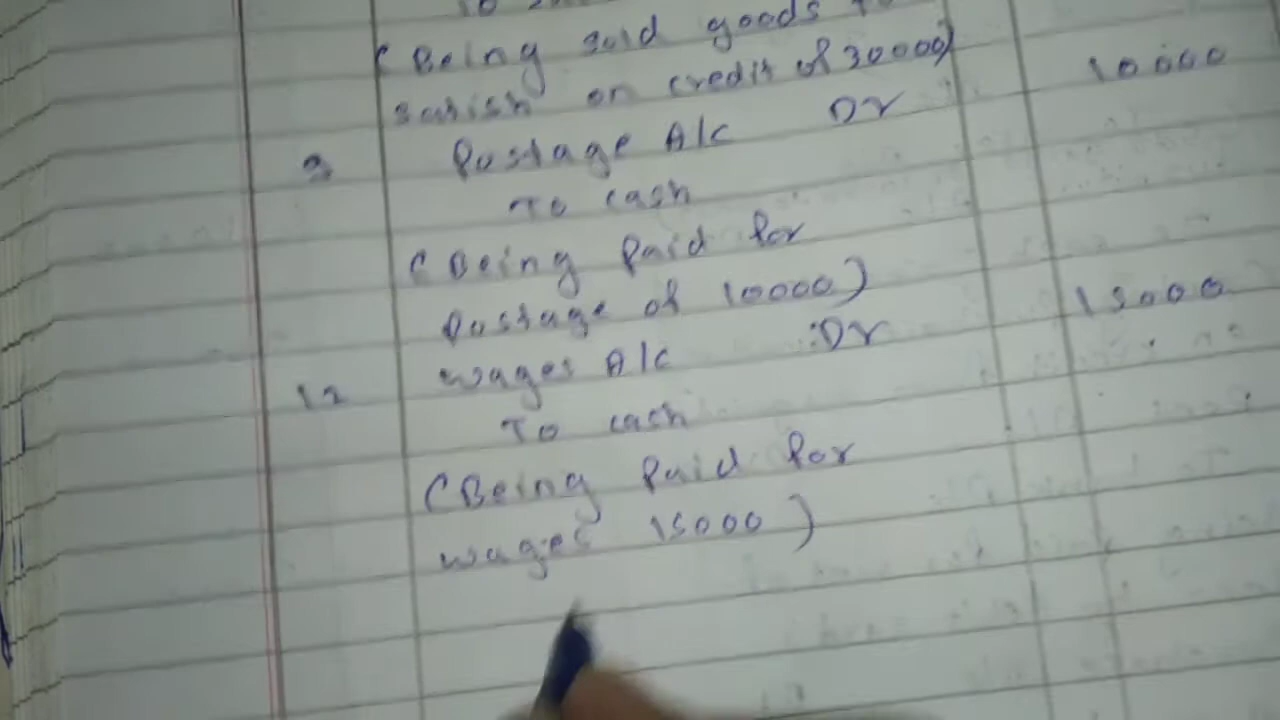 (Being sold goods to
satish on credit of 30000)
Postage A/c Dr 10000
9
To cash
(Being Paid for
Postage of 10000)
wages A/c Dr 15000
12
To cash
(Being Paid for
wages 15000)